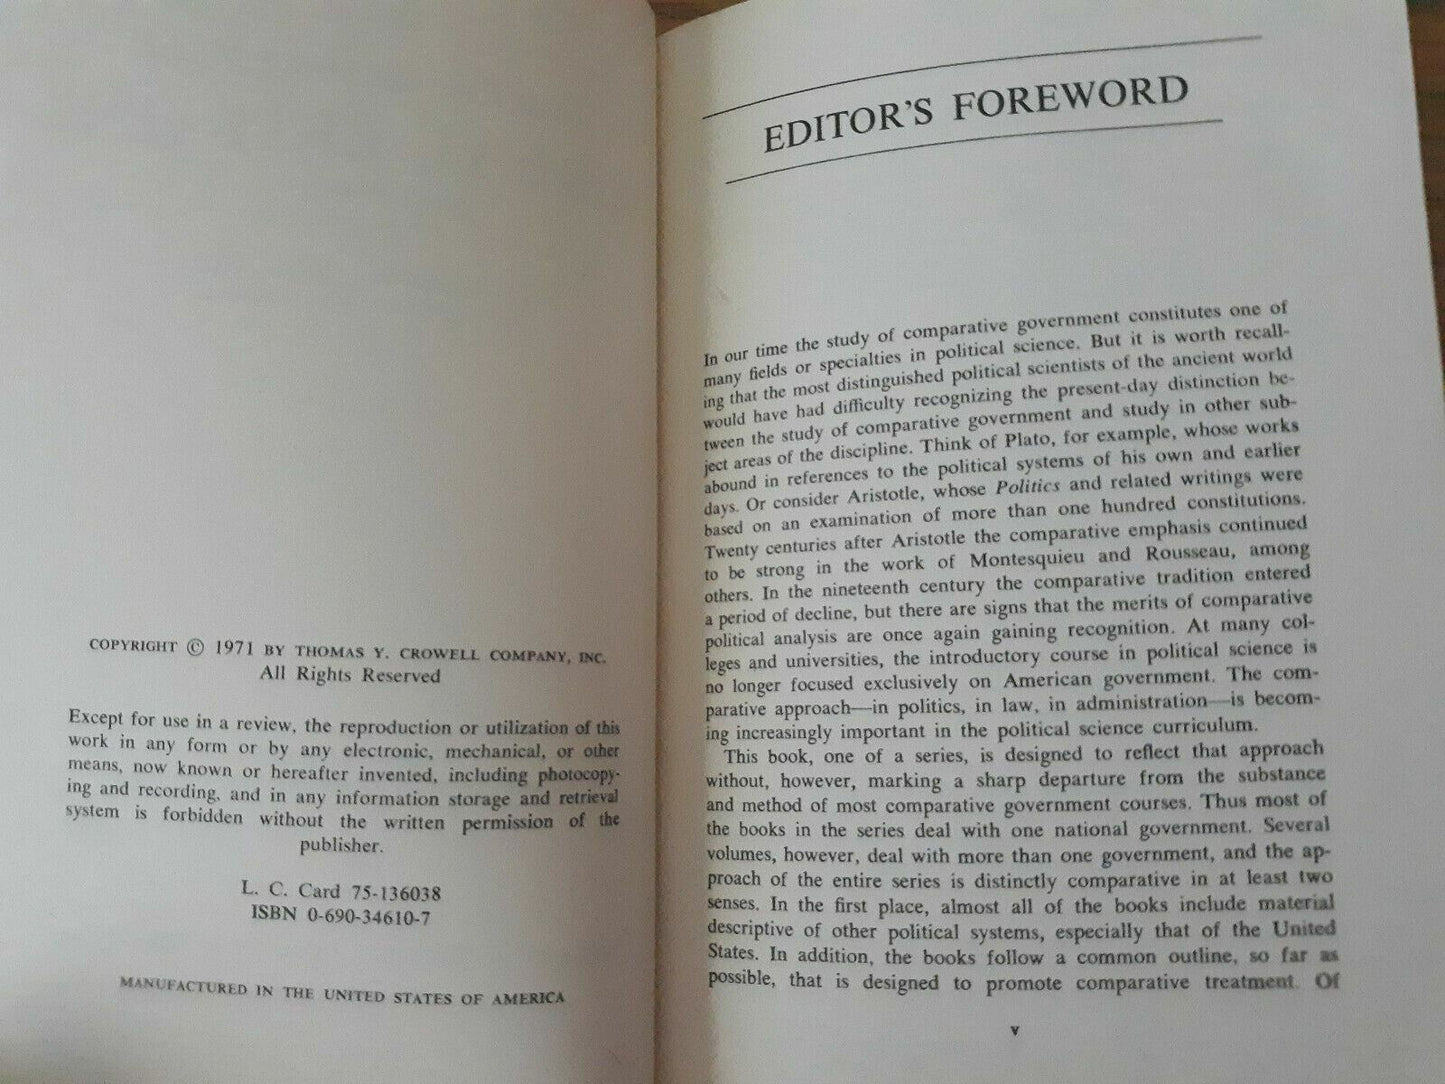 COPYRIGHT © 1971 BY THOMAS Y. CROWELL COMPANY, INC.
All Rights Reserved
Except for use in a review, the reproduction or utilization of this
work in any form or by any electronic, mechanical, or other
means, now known or hereafter invented, including photocopy-
ing and recording, and in any information storage and retrieval
system is forbidden without the written permission of the
publisher.
L. C. Card 75-136038
ISBN 0-690-34610-7
MANUFACTURED IN THE UNITED STATES OF AMERICA
EDITOR'S FOREWORD
In our time the study of comparative government constitutes one of
many fields or specialties in political science. But it is worth recall-
ing that the most distinguished political scientists of the ancient world
would have had difficulty recognizing the present-day distinction be-
tween the study of comparative government and study in other sub-
ject areas of the discipline. Think of Plato, for example, whose works
abound in references to the political systems of his own and earlier
days. Or consider Aristotle, whose Politics and related writings were
based on an examination of more than one hundred constitutions.
Twenty centuries after Aristotle the comparative emphasis continued
to be strong in the work of Montesquieu and Rousseau, among
others. In the nineteenth century the comparative tradition entered
a period of decline, but there are signs that the merits of comparative
political analysis are once again gaining recognition. At many col-
leges and universities, the introductory course in political science is
no longer focused exclusively on American government. The com-
parative approach—in politics, in law, in administration—is becom-
ing increasingly important in the political science curriculum.
This book, one of a series, is designed to reflect that approach
without, however, marking a sharp departure from the substance
and method of most comparative government courses. Thus most of
the books in the series deal with one national government. Several
volumes, however, deal with more than one government, and the ap-
proach of the entire series is distinctly comparative in at least two
senses. In the first place, almost all of the books include material
descriptive of other political systems, especially that of the United
States. In addition, the books follow a common outline, so far as
possible, that is designed to promote comparative treatment. Of
v